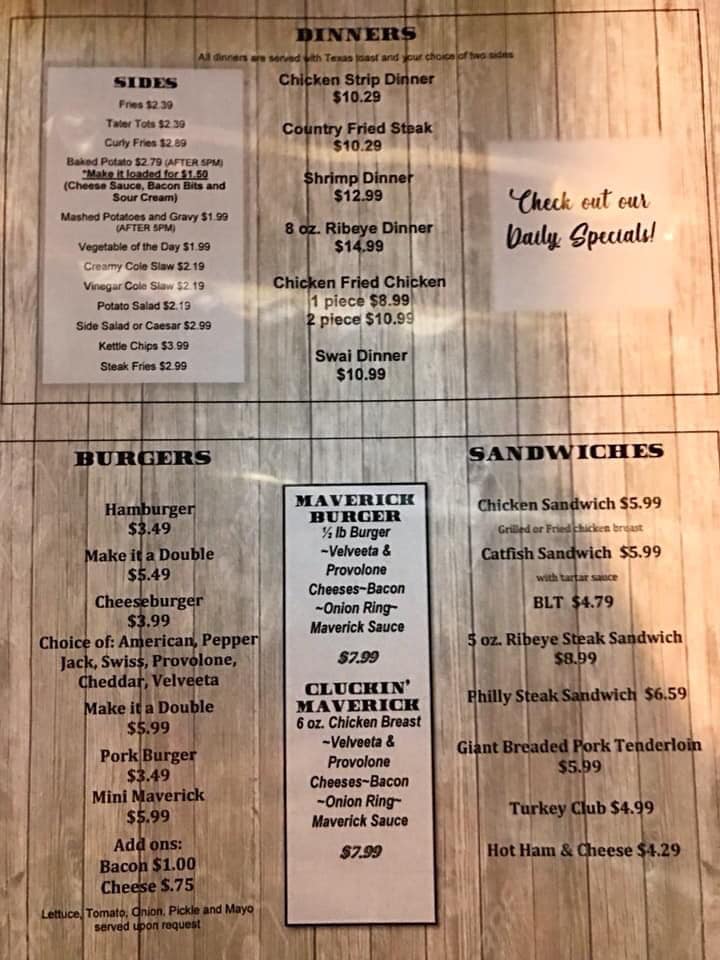 DINNERS
All dinners are served with Texas toast and your choice of two sides
SIDES
Fries $2.39
Tater Tots $2.39
Curly Fries $2.89
Baked Potato $2.79 (AFTER 5PM)
*Make it loaded for $1.50
(Cheese Sauce, Bacon Bits and
Sour Cream)
Mashed Potatoes and Gravy $1.99
(AFTER 5PM)
Vegetable of the Day $1.99
Creamy Cole Slaw $2.19
Vinegar Cole Slaw $2.19
Potato Salad $2.19
Side Salad or Caesar $2.99
Kettle Chips $3.99
Steak Fries $2.99
Chicken Strip Dinner
$10.29
Country Fried Steak
$10.29
Shrimp Dinner
$12.99
8 oz. Ribeye Dinner
$14.99
Chicken Fried Chicken
1 piece $8.99
2 piece $10.99
Swai Dinner
$10.99
Check out our
Daily Specials!
BURGERS
Hamburger
$3.49
Make it a Double
$5.49
Cheeseburger
$3.99
Choice of: American, Pepper
Jack, Swiss, Provolone,
Cheddar, Velveeta
Make it a Double
$5.99
Pork Burger
$3.49
Mini Maverick
$5.99
Add ons:
Bacon $1.00
Cheese $.75
Lettuce, Tomato, Onion, Pickle and Mayo
served upon request
MAVERICK
BURGER
½ lb Burger
~Velveeta &
Provolone
Cheeses~Bacon
~Onion Ring~
Maverick Sauce
$7.99
CLUCKIN'
MAVERICK
6 oz. Chicken Breast
~Velveeta &
Provolone
Cheeses~Bacon
~Onion Ring~
Maverick Sauce
$7.99
SANDWICHES
Chicken Sandwich $5.99
Grilled or Fried chicken breast
Catfish Sandwich $5.99
with tartar sauce
BLT $4.79
5 oz. Ribeye Steak Sandwich
$8.99
Philly Steak Sandwich $6.59
Giant Breaded Pork Tenderloin
$5.99
Turkey Club $4.99
Hot Ham & Cheese $4.29